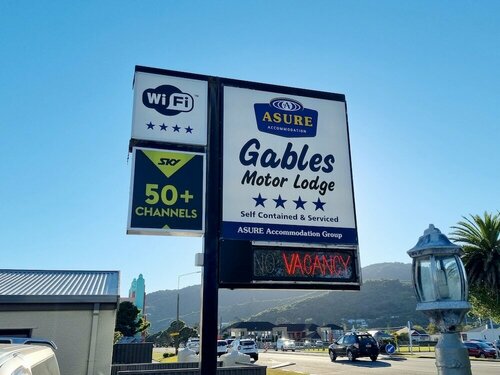 WiFi
SKY
50+
CHANNELS
ASURE
ACCOMMODATION
Gables
Motor Lodge
Self Contained & Serviced
ASURE Accommodation Group
NO VACANCY